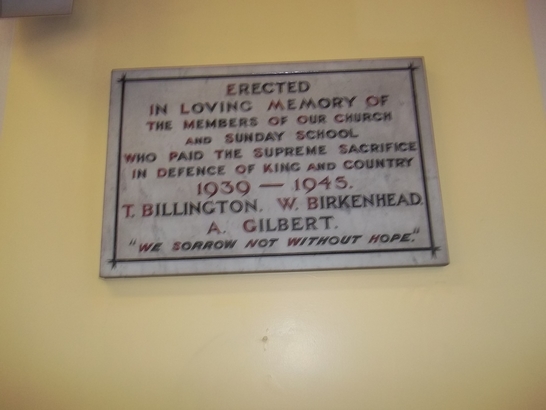 ERECTED
IN LOVING MEMORY OF
THE MEMBERS OF OUR CHURCH
AND SUNDAY SCHOOL
WHO PAID THE SUPREME SACRIFICE
IN DEFENCE OF KING AND COUNTRY
1939 — 1945.
T. BILLINGTON. W. BIRKENHEAD.
A. GILBERT.
"WE SORROW NOT WITHOUT HOPE."